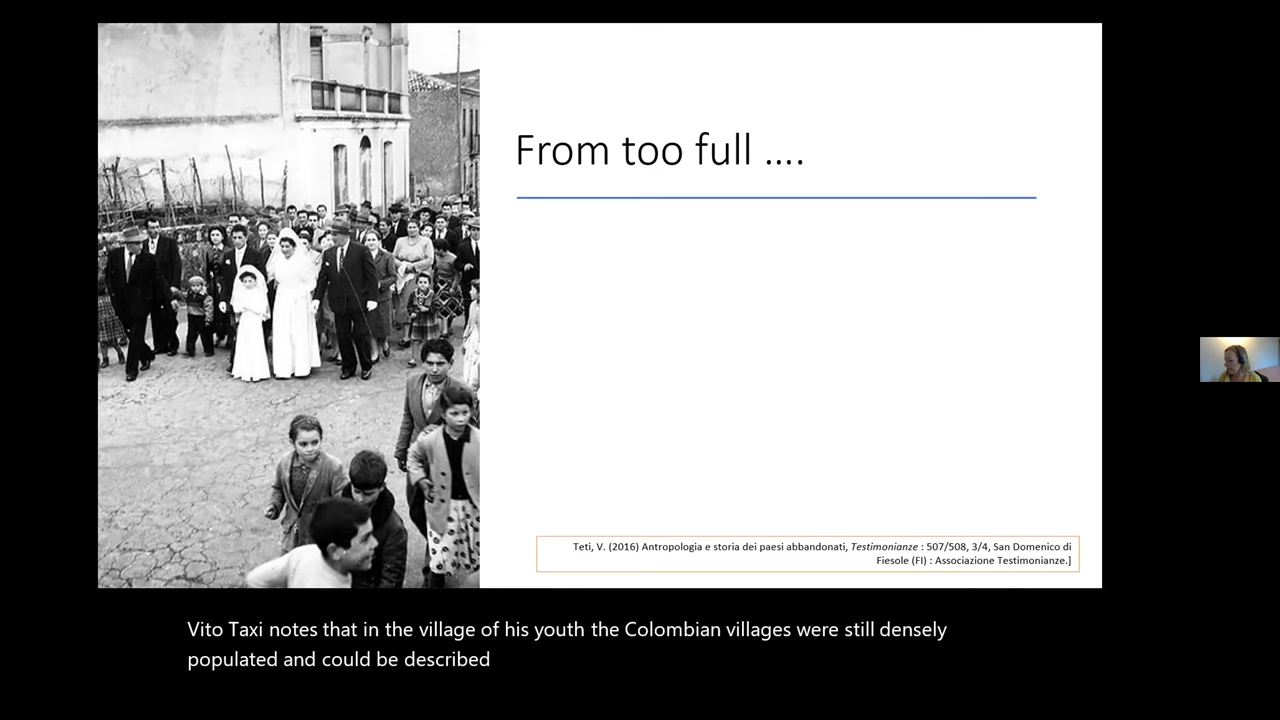 From too full ....
Teti, V. (2016) Antropologia e storia dei paesi abbandonati, Testimonianze : 507/508, 3/4, San Domenico di
Fiesole (FI) : Associazione Testimonianze.]
Vito Taxi notes that in the village of his youth the Colombian villages were still densely
populated and could be described